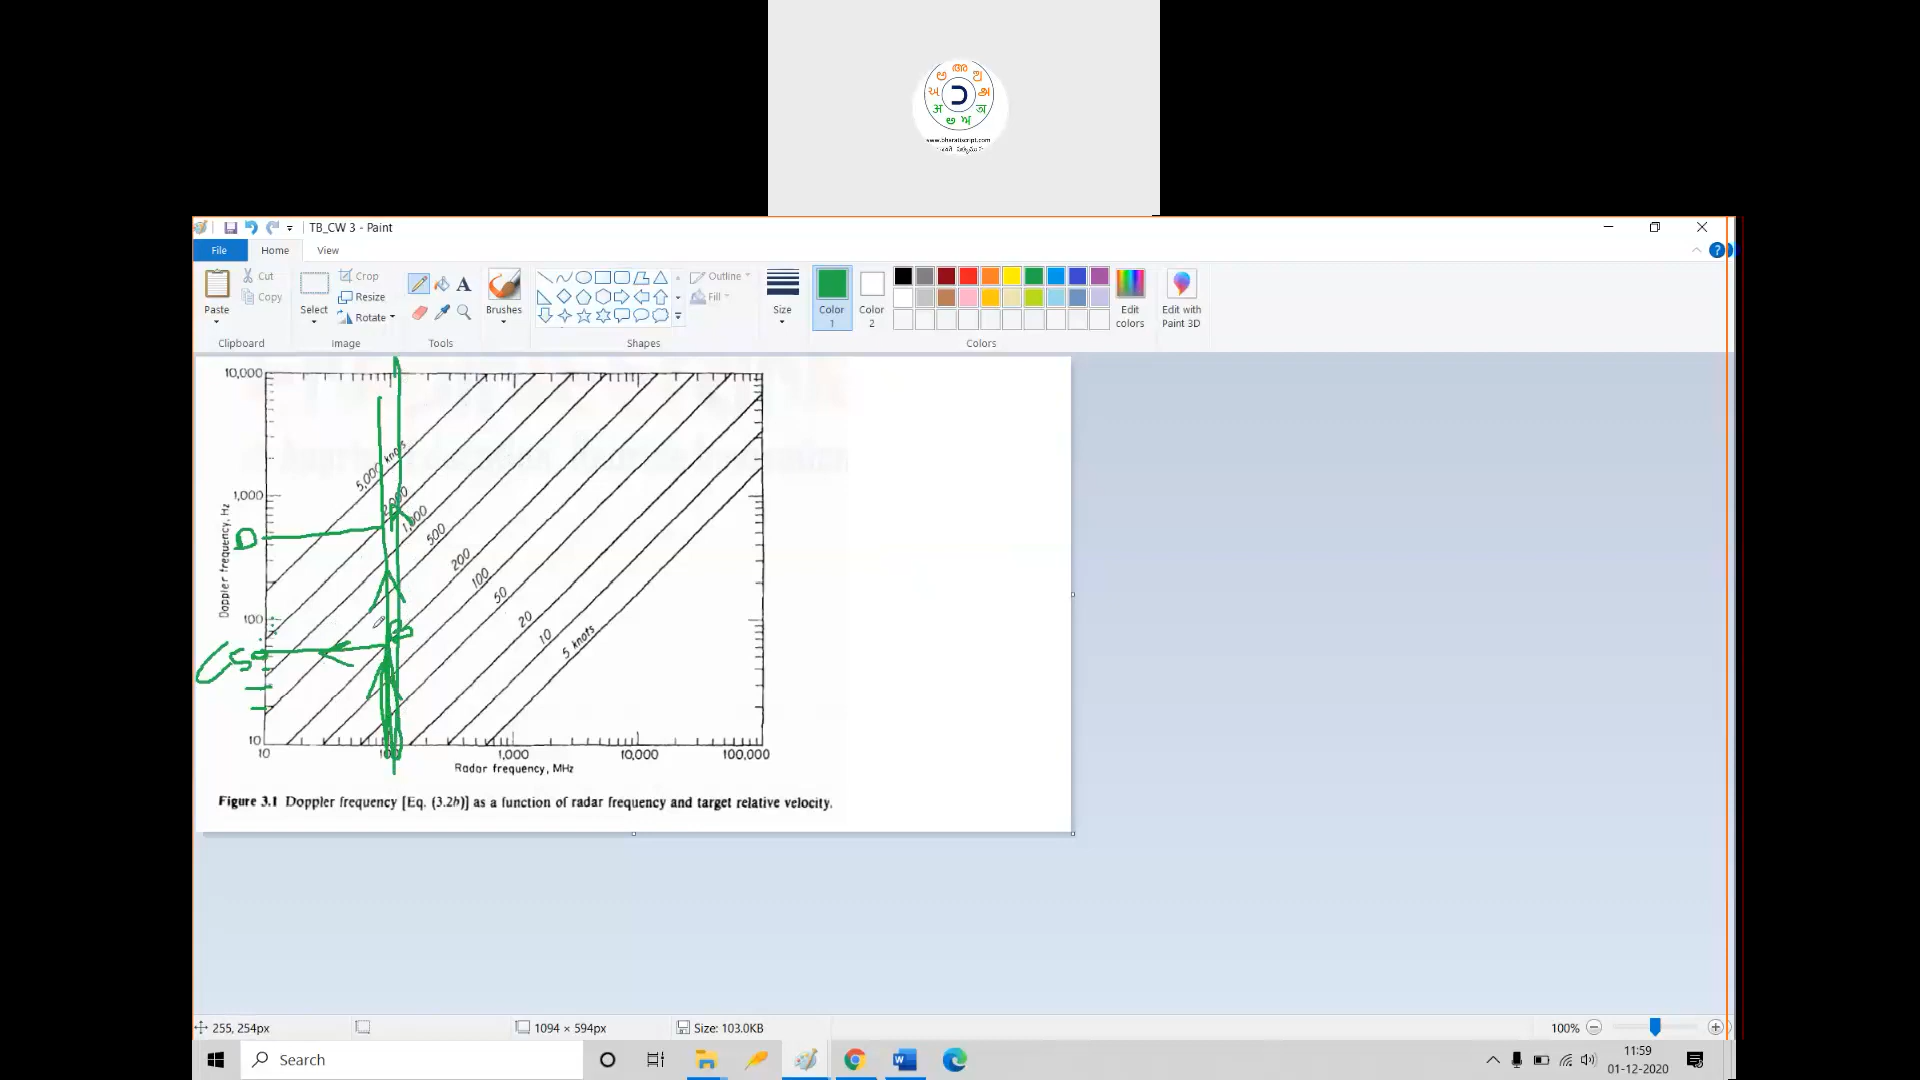 അ
అ
ઝ
અ
ക
அ
अ
অ
ಅ
ਅ
www.bharatiscript.com
TB_CW 3 - Paint
File Home View
Paste Cut Copy Select Crop Resize Rotate A Brushes Outline Fill Size Color 1 Color 2 Edit colors Edit with Paint 3D
Clipboard Image Tools Shapes Colors
10,000
1,000
100
10
Doppler frequency, Hz
D
B
C
50
5,000 knots
2,000
1,000
500
200
100
50
20
10
5 knots
10 1,000 10,000 100,000
Radar frequency, MHz
Figure 3.1 Doppler frequency [Eq. (3.2b)] as a function of radar frequency and target relative velocity.
255, 254px 1094 × 594px Size: 103.0KB 100%
Search 11:59
01-12-2020